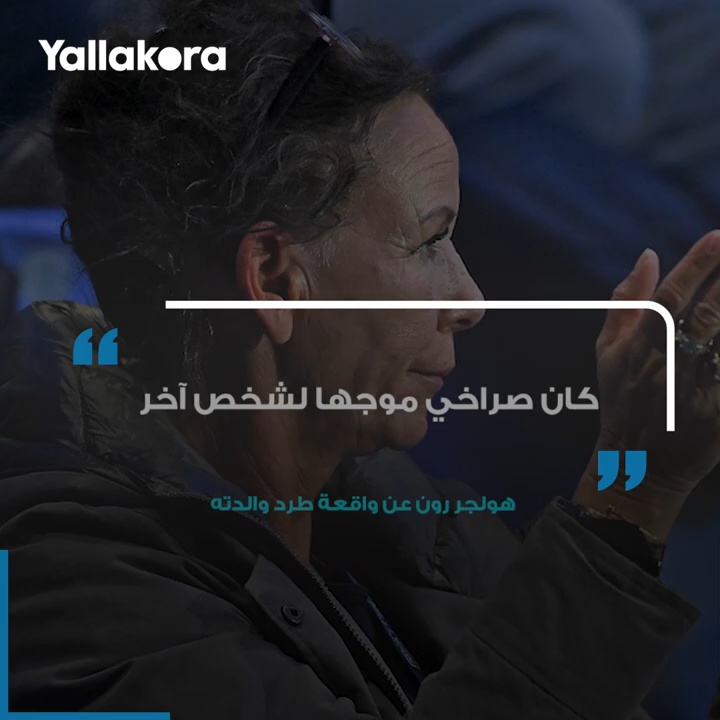 Yallakora
كان صراخي موجها لشخص آخر
هولجر رون عن واقعة طرد والدته